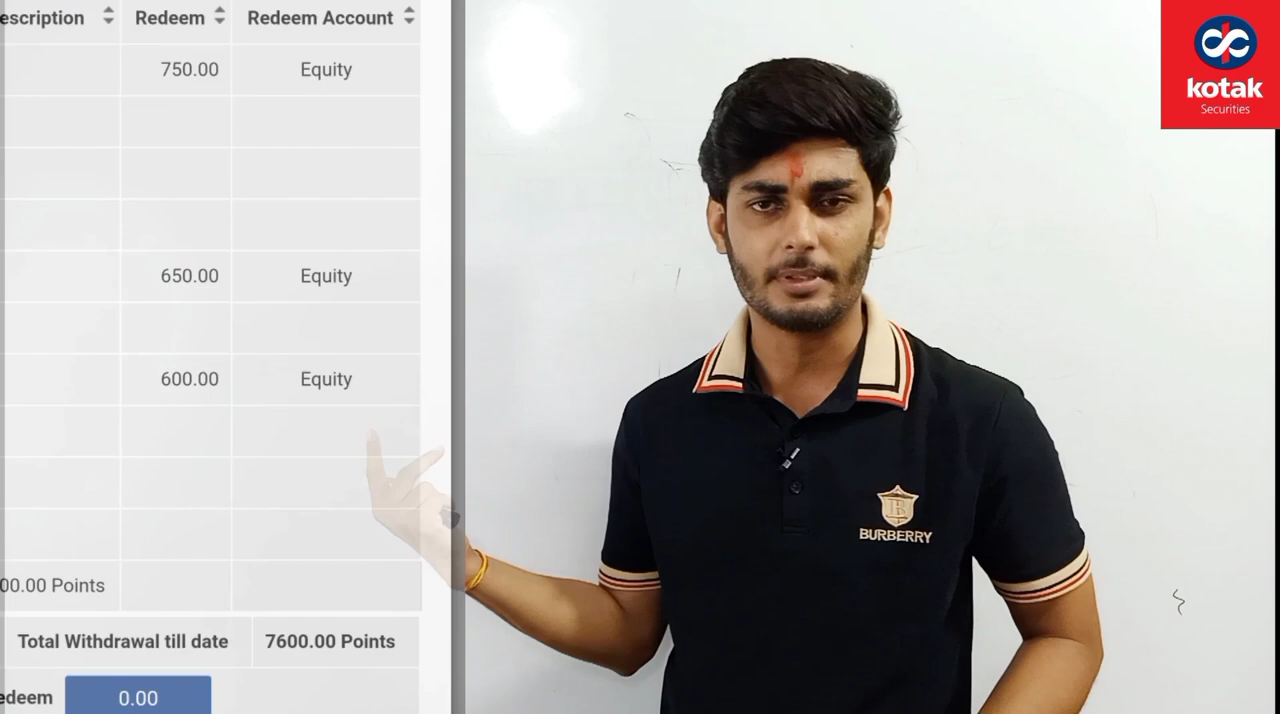 escription Redeem Redeem Account
750.00 Equity
650.00 Equity
600.00 Equity
00.00 Points
Total Withdrawal till date 7600.00 Points
edeem 0.00
kotak
Securities
BURBERRY